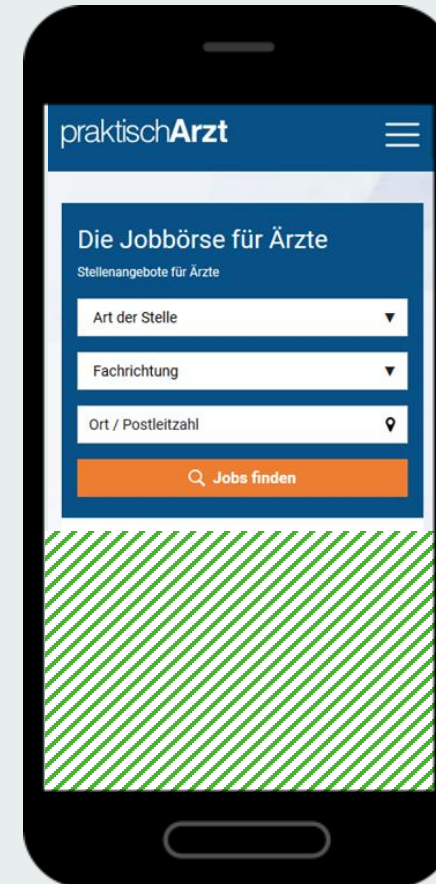 praktischArzt
Die Jobbörse für Ärzte
Stellenangebote für Ärzte
Art der Stelle
Fachrichtung
Ort / Postleitzahl
Jobs finden